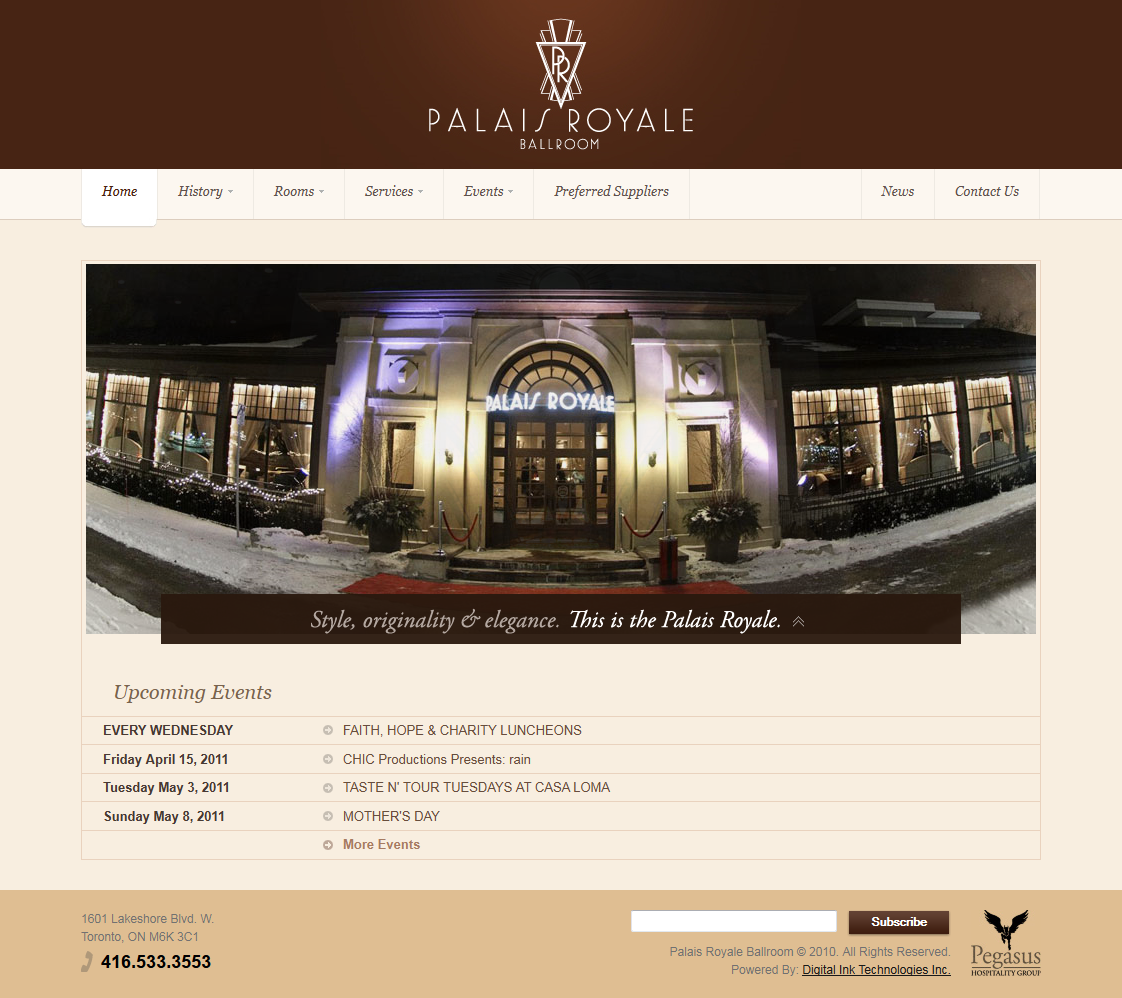 PR
PALAIS ROYALE
BALLROOM
Home History Rooms Services Events Preferred Suppliers News Contact Us
PALAIS ROYALE
Style, originality & elegance. This is the Palais Royale.
Upcoming Events
EVERY WEDNESDAY FAITH, HOPE & CHARITY LUNCHEONS
Friday April 15, 2011 CHIC Productions Presents: rain
Tuesday May 3, 2011 TASTE N' TOUR TUESDAYS AT CASA LOMA
Sunday May 8, 2011 MOTHER'S DAY
More Events
1601 Lakeshore Blvd. W.
Toronto, ON M6K 3C1
416.533.3553
Subscribe
Palais Royale Ballroom © 2010. All Rights Reserved.
Powered By: Digital Ink Technologies Inc.
Pegasus
HOSPITALITY GROUP